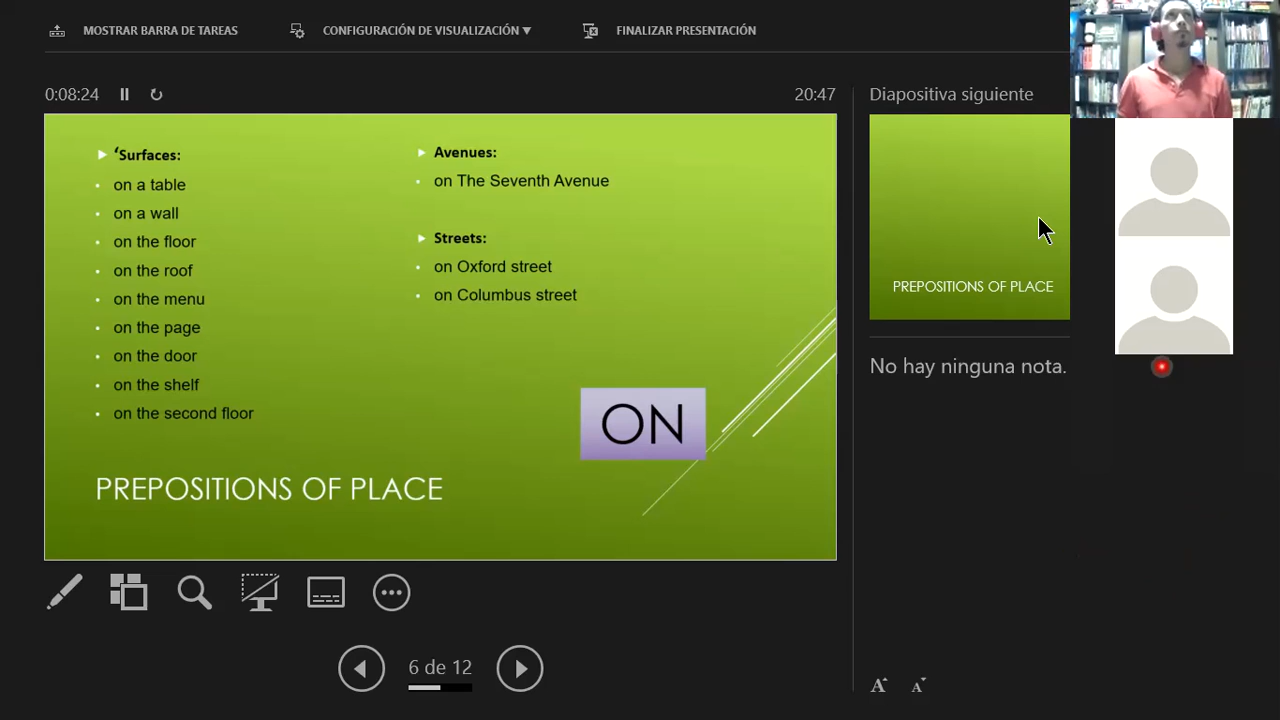 MOSTRAR BARRA DE TAREAS
CONFIGURACIÓN DE VISUALIZACIÓN ▼
FINALIZAR PRESENTACIÓN
0:08:24
20:47
Diapositiva siguiente
‘Surfaces:
on a table
on a wall
on the floor
on the roof
on the menu
on the page
on the door
on the shelf
on the second floor
Avenues:
on The Seventh Avenue
Streets:
on Oxford street
on Columbus street
ON
PREPOSITIONS OF PLACE
PREPOSITIONS OF PLACE
No hay ninguna nota.
6 de 12
A A